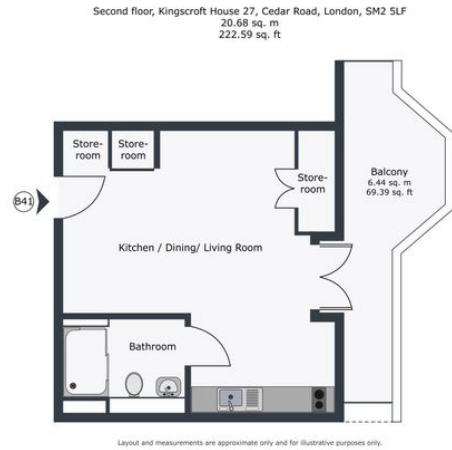 Second floor, Kingscroft House 27, Cedar Road, London, SM2 5LF
20.68 sq. m
222.59 sq. ft
Store-
room
Store-
room
Store-
room
Balcony
6.44 sq. m
69.39 sq. ft
B41
Kitchen / Dining/ Living Room
Bathroom
Layout and measurements are approximate only and for illustrative purposes only.